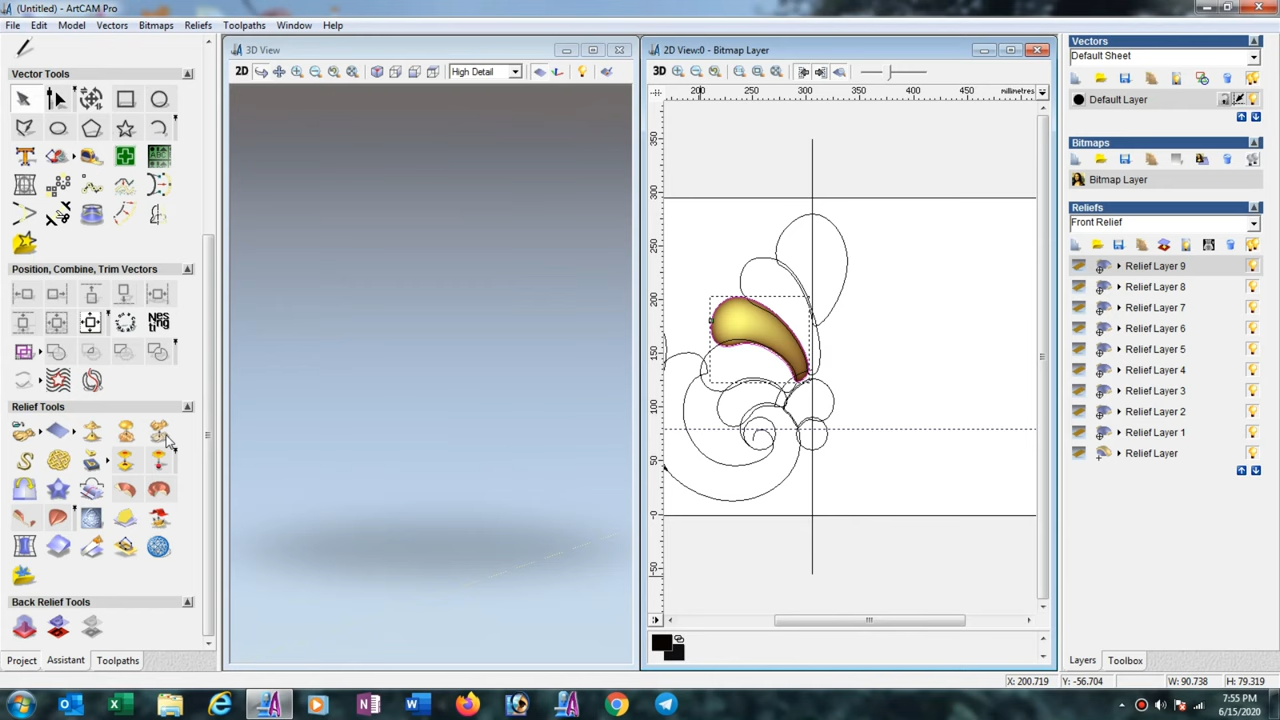 (Untitled) - ArtCAM Pro
File Edit Model Vectors Bitmaps Reliefs Toolpaths Window Help
Vector Tools
Position, Combine, Trim Vectors
Nes
ting
Relief Tools
Back Relief Tools
Project Assistant Toolpaths
3D View
2D High Detail
2D View:0 - Bitmap Layer
3D
200 250 300 350 400 450 millimetres
350
300
250
200
150
100
50
-0
-50
Vectors
Default Sheet
Default Layer
Bitmaps
Bitmap Layer
Reliefs
Front Relief
Relief Layer 9
Relief Layer 8
Relief Layer 7
Relief Layer 6
Relief Layer 5
Relief Layer 4
Relief Layer 3
Relief Layer 2
Relief Layer 1
Relief Layer
Layers Toolbox
X: 200.719 Y: -56.704 W: 90.738 H: 79.319
7:55 PM
6/15/2020